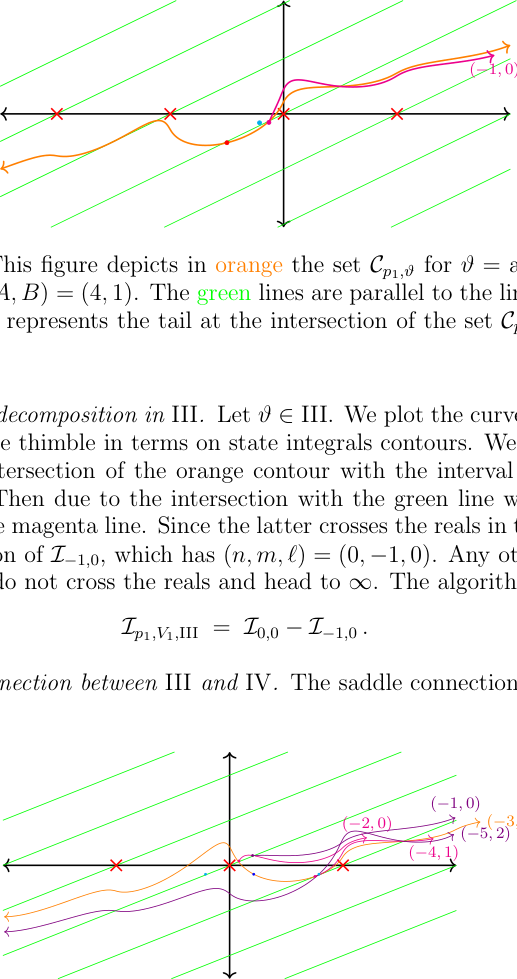 (−1, 0)
This figure depicts in orange the set 𝒞_{p₁,ϑ} for ϑ = a
A, B) = (4, 1). The green lines are parallel to the lin
represents the tail at the intersection of the set 𝒞_p
decomposition in III. Let ϑ ∈ III. We plot the curve
e thimble in terms on state integrals contours. We
tersection of the orange contour with the interval
Then due to the intersection with the green line w
e magenta line. Since the latter crosses the reals in t
on of ℐ_{−1,0}, which has (n, m, ℓ) = (0, −1, 0). Any ot
do not cross the reals and head to ∞. The algorith
ℐ_{p₁,V₁,III} = ℐ_{0,0} − ℐ_{−1,0} .
nnection between III and IV. The saddle connection
(−1, 0)
(−2, 0)
(−3,
(−5, 2)
(−4, 1)